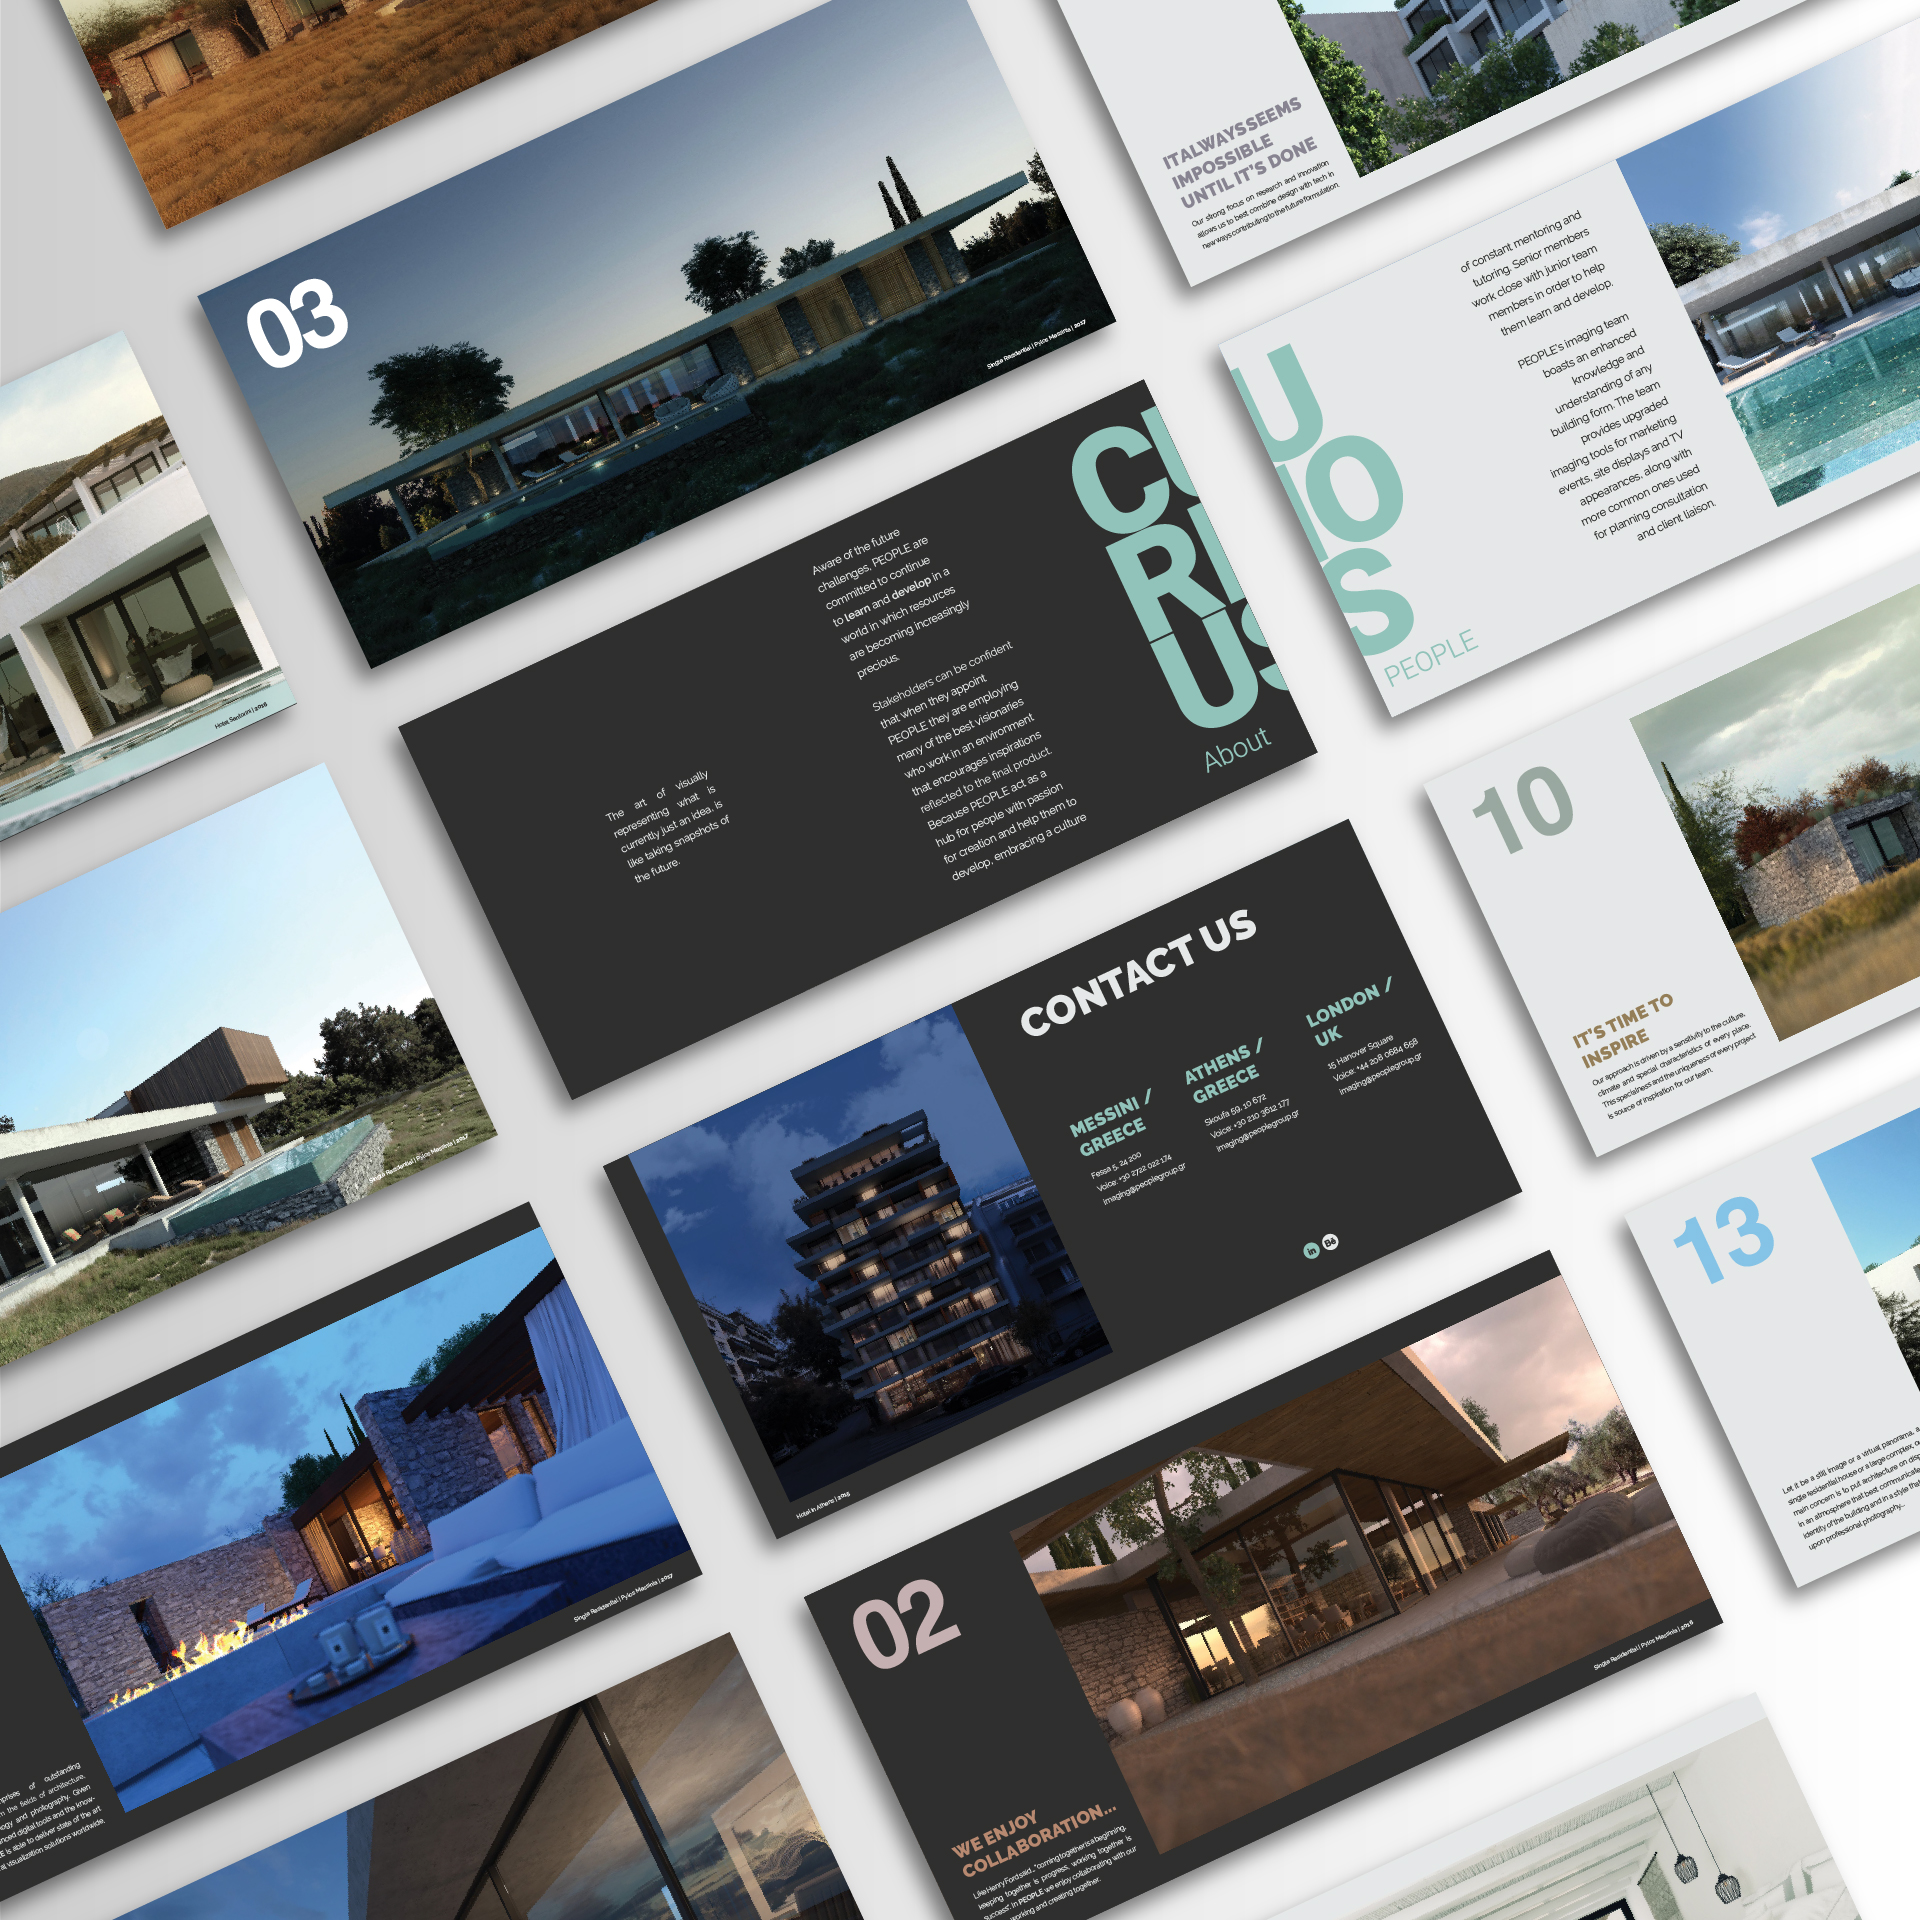 03
Single Residential | Pylos Messinia | 2017
IT ALWAYS SEEMS
IMPOSSIBLE
UNTIL IT'S DONE
Our strong focus on research and innovation
allows us to best combine design with tech in
new ways contributing to the future formulation.
U
IO
S
PEOPLE
of constant mentoring and
tutoring. Senior members
work close with junior team
members in order to help
them learn and develop.
PEOPLE's imaging team
boasts an enhanced
knowledge and
understanding of any
building form. The team
provides upgraded
imaging tools for marketing
events, site displays and TV
appearances, along with
more common ones used
for planning consultation
and client liaison.
Hotel Santorini | 2018
The art of visually
representing what is
currently just an idea, is
like taking snapshots of
the future.
Aware of the future
challenges, PEOPLE are
committed to continue
to learn and develop in a
world in which resources
are becoming increasingly
precious.
Stakeholders can be confident
that when they appoint
PEOPLE they are employing
many of the best visionaries
who work in an environment
that encourages inspirations
reflected to the final product.
Because PEOPLE act as a
hub for people with passion
for creation and help them to
develop, embracing a culture
CU
RI
US
About
10
IT'S TIME TO
INSPIRE
Our approach is driven by a sensitivity to the culture,
climate and special characteristics of every place.
This specialness and the uniqueness of every project
is source of inspiration for our team.
Single Residential | Pylos Messinia | 2017
CONTACT US
MESSINI /
GREECE
Fessa 5, 24 200
Voice: +30 2722 022 174
imaging@peoplegroup.gr
ATHENS /
GREECE
Skoufa 59, 10 672
Voice: +30 210 3612 177
imaging@peoplegroup.gr
LONDON /
UK
15 Hanover Square
Voice: +44 208 0684 658
imaging@peoplegroup.gr
in
Bē
Hotel in Athens | 2015
13
Let it be a still image or a virtual panorama, a
single residential house or a large complex, o
main concern is to put architecture on disp
in an atmosphere that best communicate
identity of the building and in a style that
upon professional photography...
Single Residential | Pylos Messinia | 2017
prises of outstanding
m the fields of architecture,
ogy and photography. Given
nced digital tools and the know-
E is able to deliver state of the art
al visualization solutions worldwide.
02
WE ENJOY
COLLABORATION...
Like Henry Ford said... "coming together is a beginning,
keeping together is progress, working together is
success". In PEOPLE we enjoy collaborating with our
working and creating together.
Single Residential | Pylos Messinia | 2016